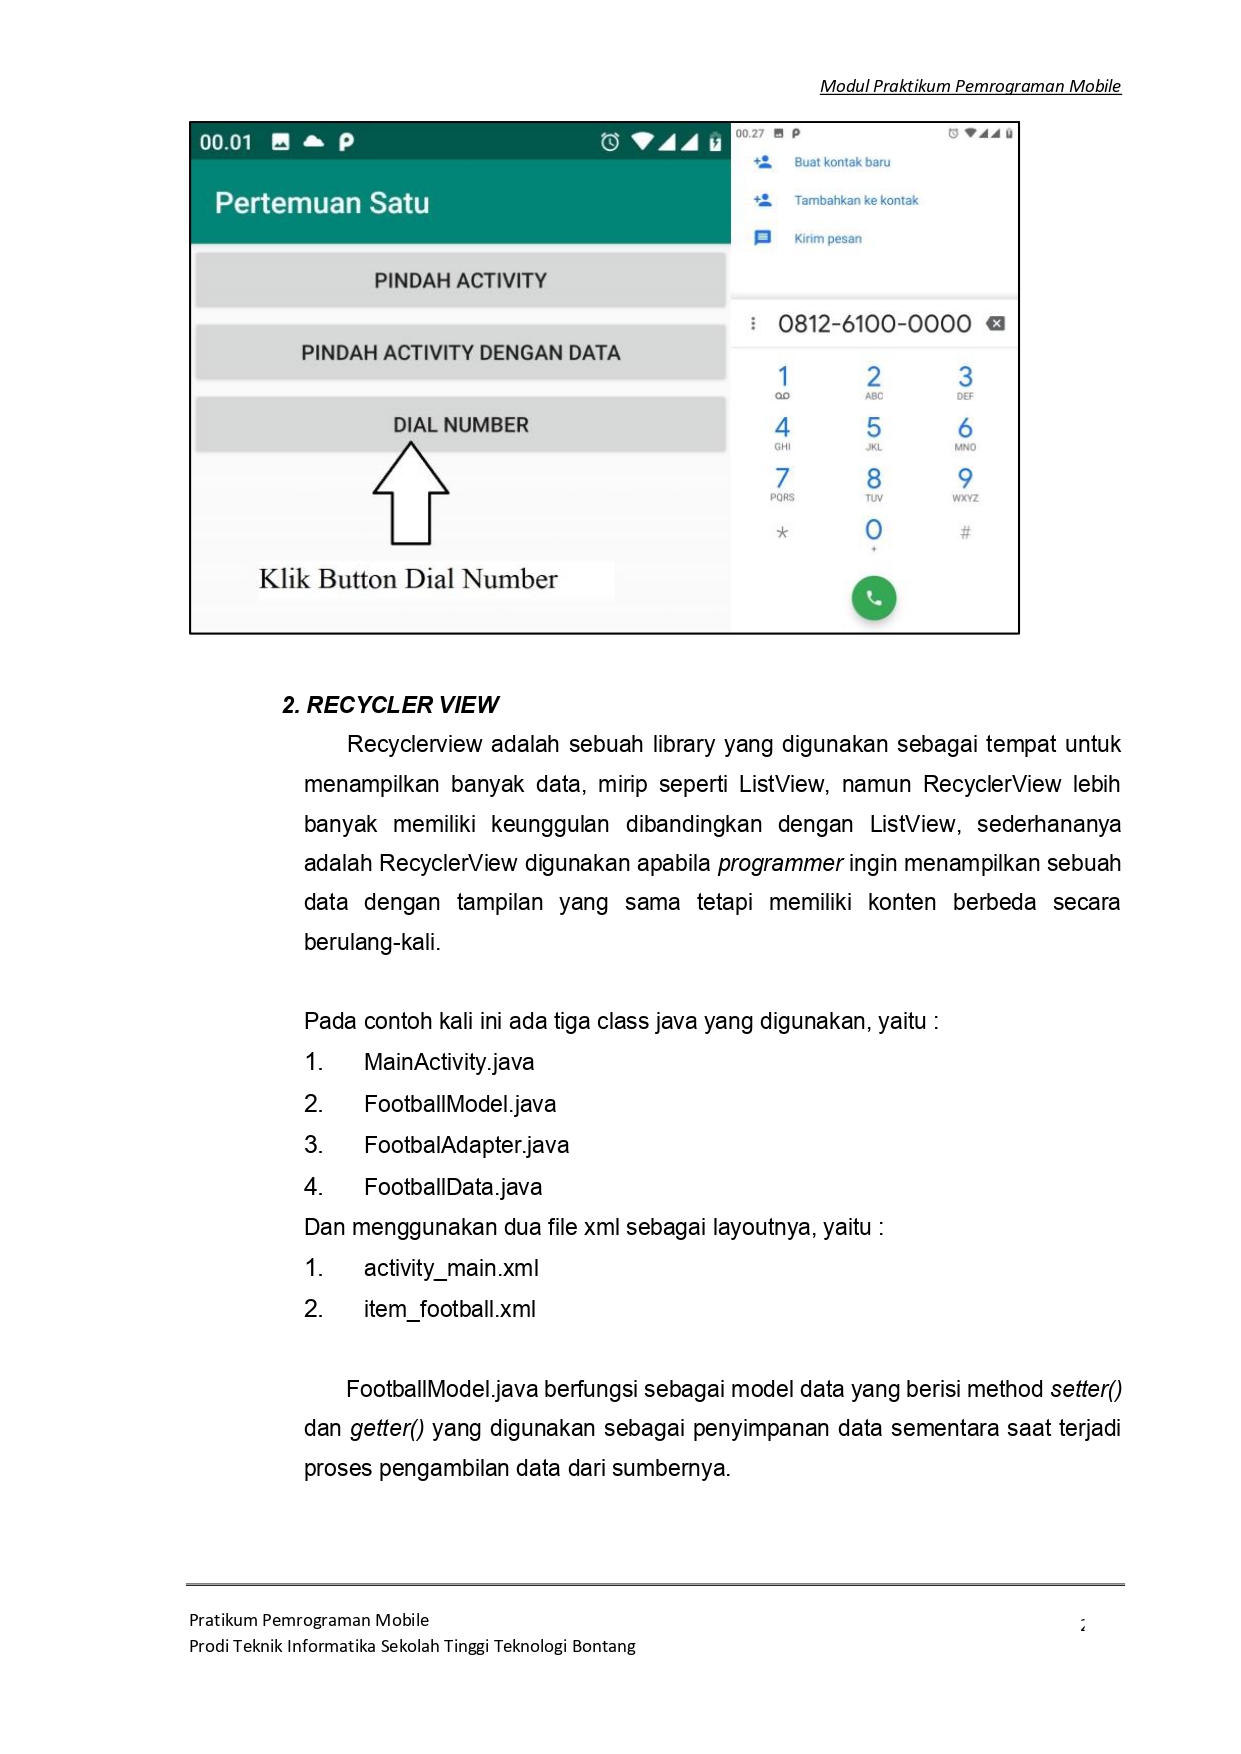 Modul Praktikum Pemrograman Mobile
00.01
Pertemuan Satu
PINDAH ACTIVITY
PINDAH ACTIVITY DENGAN DATA
DIAL NUMBER
Klik Button Dial Number
00.27
Buat kontak baru
Tambahkan ke kontak
Kirim pesan
0812-6100-0000
1 2 3
ABC DEF
4 5 6
GHI JKL MNO
7 8 9
PQRS TUV WXYZ
* 0 #
+
2. RECYCLER VIEW
Recyclerview adalah sebuah library yang digunakan sebagai tempat untuk
menampilkan banyak data, mirip seperti ListView, namun RecyclerView lebih
banyak memiliki keunggulan dibandingkan dengan ListView, sederhananya
adalah RecyclerView digunakan apabila programmer ingin menampilkan sebuah
data dengan tampilan yang sama tetapi memiliki konten berbeda secara
berulang-kali.
Pada contoh kali ini ada tiga class java yang digunakan, yaitu :
1. MainActivity.java
2. FootballModel.java
3. FootbalAdapter.java
4. FootballData.java
Dan menggunakan dua file xml sebagai layoutnya, yaitu :
1. activity_main.xml
2. item_football.xml
FootballModel.java berfungsi sebagai model data yang berisi method setter()
dan getter() yang digunakan sebagai penyimpanan data sementara saat terjadi
proses pengambilan data dari sumbernya.
Pratikum Pemrograman Mobile
Prodi Teknik Informatika Sekolah Tinggi Teknologi Bontang